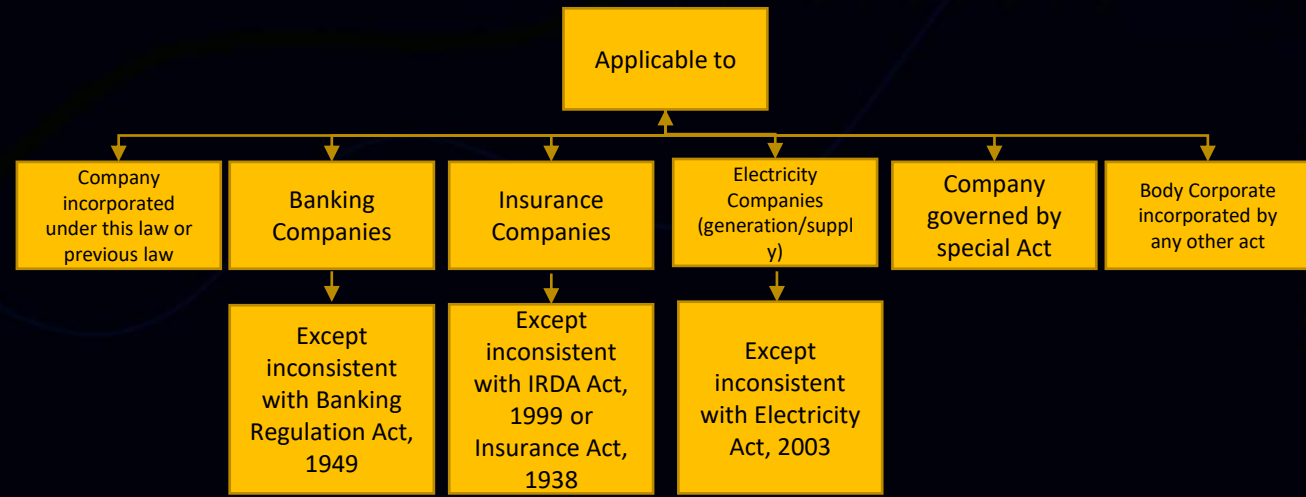 Applicable to
Company
incorporated
under this law or
previous law
Banking
Companies
Insurance
Companies
Electricity
Companies
(generation/suppl
y)
Company
governed by
special Act
Body Corporate
incorporated by
any other act
Except
inconsistent
with Banking
Regulation Act,
1949
Except
inconsistent
with IRDA Act,
1999 or
Insurance Act,
1938
Except
inconsistent
with Electricity
Act, 2003